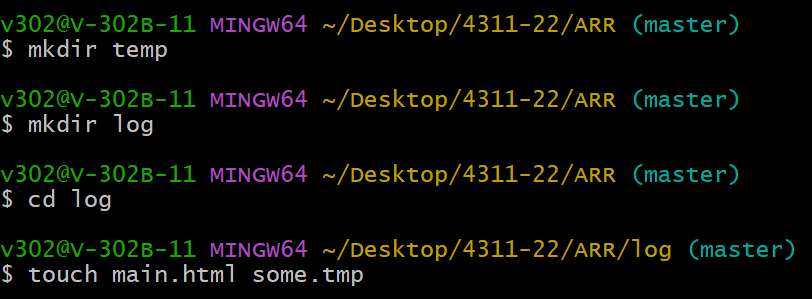 v302@V-302B-11 MINGW64 ~/Desktop/4311-22/ARR (master)
$ mkdir temp
v302@V-302B-11 MINGW64 ~/Desktop/4311-22/ARR (master)
$ mkdir log
v302@V-302B-11 MINGW64 ~/Desktop/4311-22/ARR (master)
$ cd log
v302@V-302B-11 MINGW64 ~/Desktop/4311-22/ARR/log (master)
$ touch main.html some.tmp